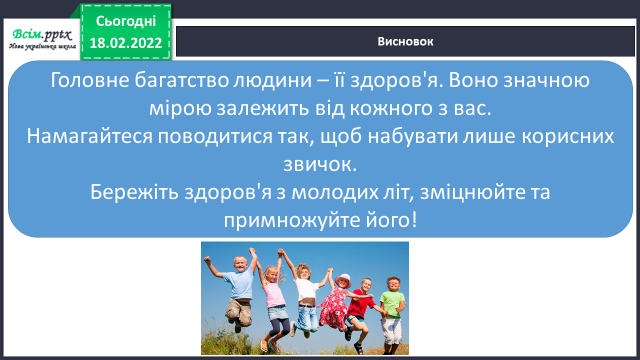 Всім.pptx
Нова українська школа
Сьогодні
18.02.2022
Висновок
Головне багатство людини – її здоров'я. Воно значною
мірою залежить від кожного з вас.
Намагайтеся поводитися так, щоб набувати лише корисних
звичок.
Бережіть здоров'я з молодих літ, зміцнюйте та
примножуйте його!